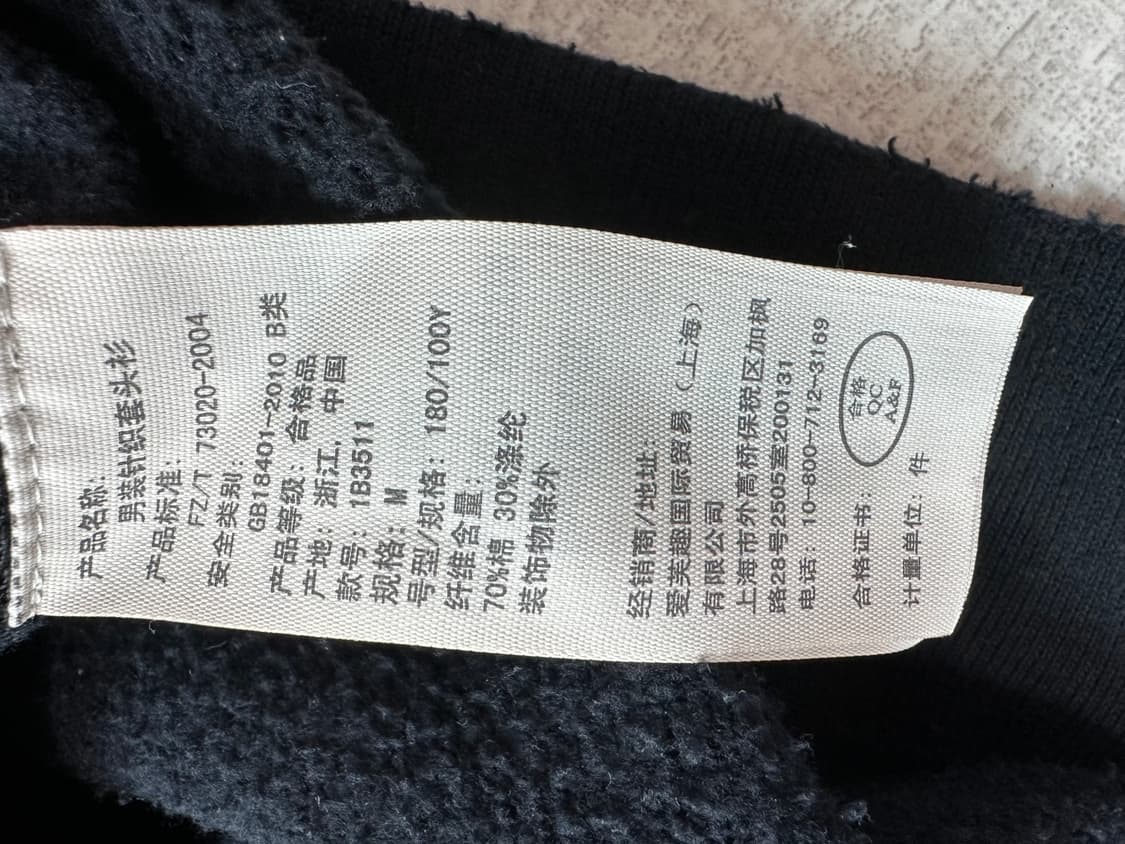 产品名称:
男装针织套头衫
产品标准:
FZ/T 73020-2004
安全类别:
GB18401-2010 B类
产品等级: 合格品
产地: 浙江, 中国
款号: 1B3511
规格: M
号型/规格: 180/100Y
纤维含量:
70%棉 30%涤纶
装饰物除外
经销商/地址:
爱芙趣国际贸易(上海)
有限公司
上海市外高桥保税区加枫
路28号2505室200131
电话: 10-800-712-3169
合格证书:
合格
QC
A&F
计量单位: 件